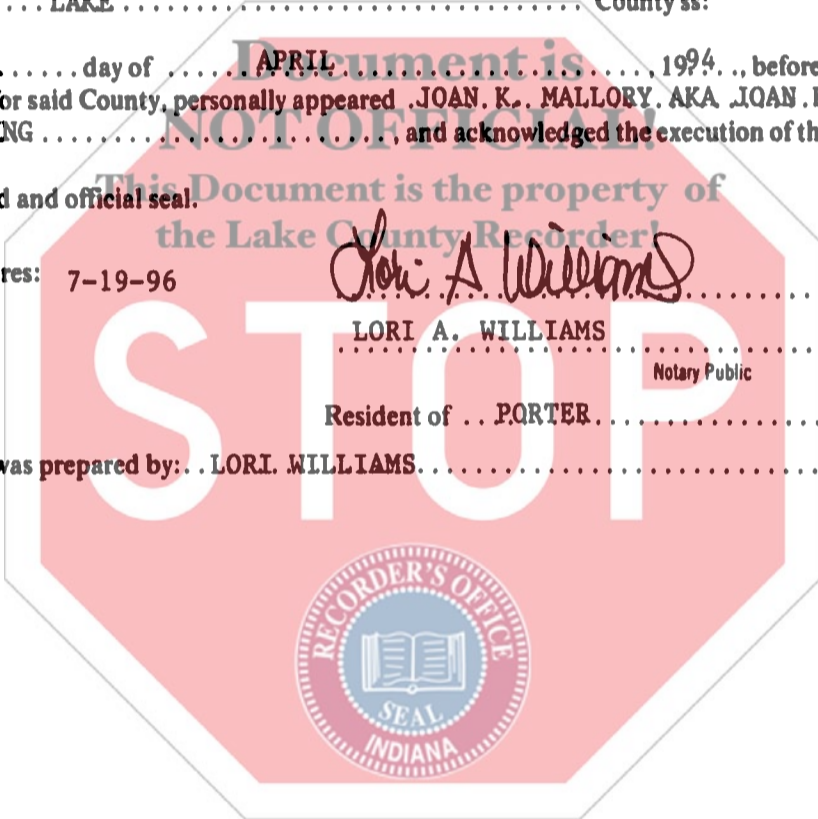 LAKE County ss:
day of APRIL, 1994, before
or said County, personally appeared JOAN K. MALLORY AKA JOAN
NG, and acknowledged the execution of th
d and official seal.
res: 7-19-96
Lori A Williams
LORI A. WILLIAMS
Notary Public
Resident of PORTER
was prepared by: LORI WILLIAMS
Document is
NOT OFFICIAL!
This Document is the property of
the Lake County Recorder!
STOP
RECORDER'S OFFICE
SEAL
INDIANA